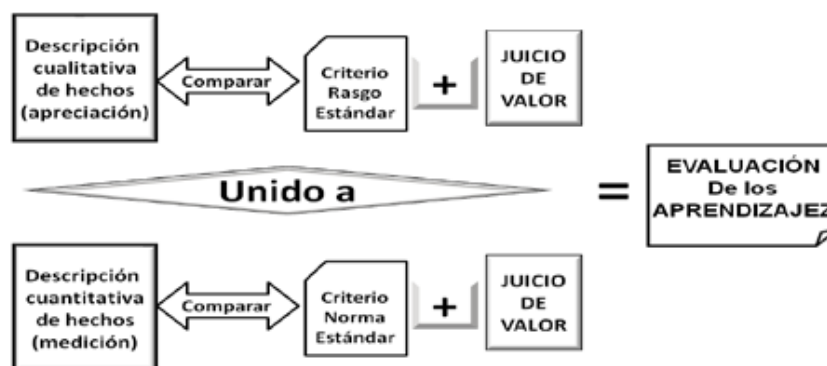 Descripción
cualitativa
de hechos
(apreciación)
Comparar
Criterio
Rasgo
Estándar
+
JUICIO
DE
VALOR
Unido a
=
EVALUACIÓN
De los
APRENDIZAJEZ
Descripción
cuantitativa
de hechos
(medición)
Comparar
Criterio
Norma
Estándar
+
JUICIO
DE
VALOR